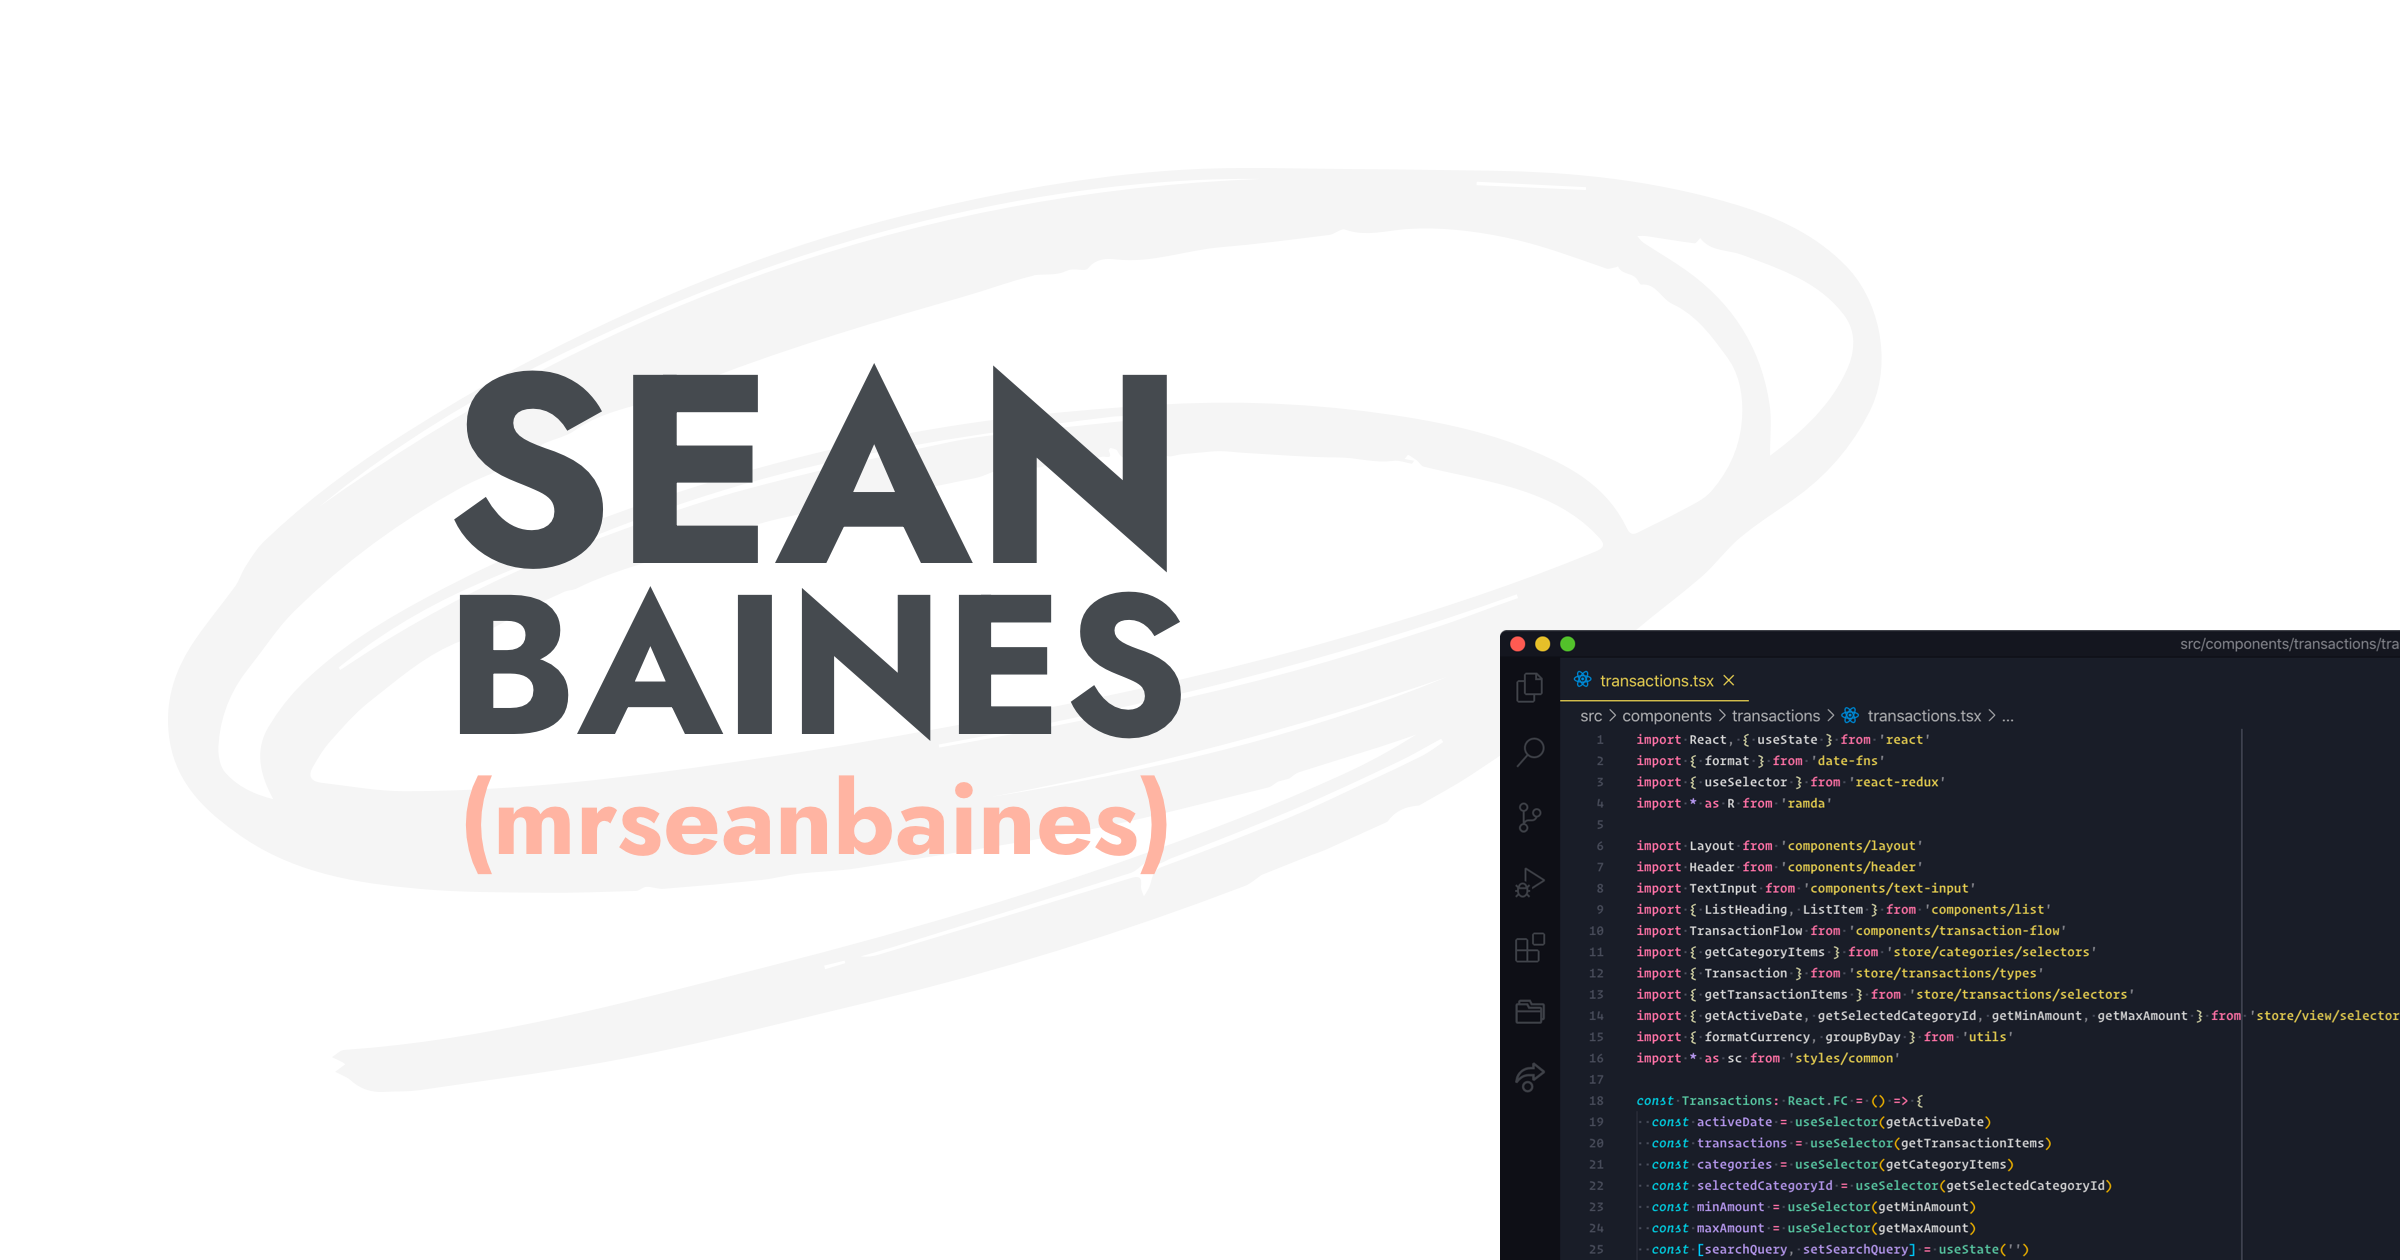 SEAN
BAINES
(mrseanbaines)
src/components/transactions/tra
transactions.tsx
src > components > transactions > transactions.tsx > ...
1 import React, { useState } from 'react'
2 import { format } from 'date-fns'
3 import { useSelector } from 'react-redux'
4 import * as R from 'ramda'
5
6 import Layout from 'components/layout'
7 import Header from 'components/header'
8 import TextInput from 'components/text-input'
9 import { ListHeading, ListItem } from 'components/list'
10 import TransactionFlow from 'components/transaction-flow'
11 import { getCategoryItems } from 'store/categories/selectors'
12 import { Transaction } from 'store/transactions/types'
13 import { getTransactionItems } from 'store/transactions/selectors'
14 import { getActiveDate, getSelectedCategoryId, getMinAmount, getMaxAmount } from 'store/view/selector
15 import { formatCurrency, groupByDay } from 'utils'
16 import * as sc from 'styles/common'
17
18 const Transactions: React.FC = () => {
19 const activeDate = useSelector(getActiveDate)
20 const transactions = useSelector(getTransactionItems)
21 const categories = useSelector(getCategoryItems)
22 const selectedCategoryId = useSelector(getSelectedCategoryId)
23 const minAmount = useSelector(getMinAmount)
24 const maxAmount = useSelector(getMaxAmount)
25 const [searchQuery, setSearchQuery] = useState('')